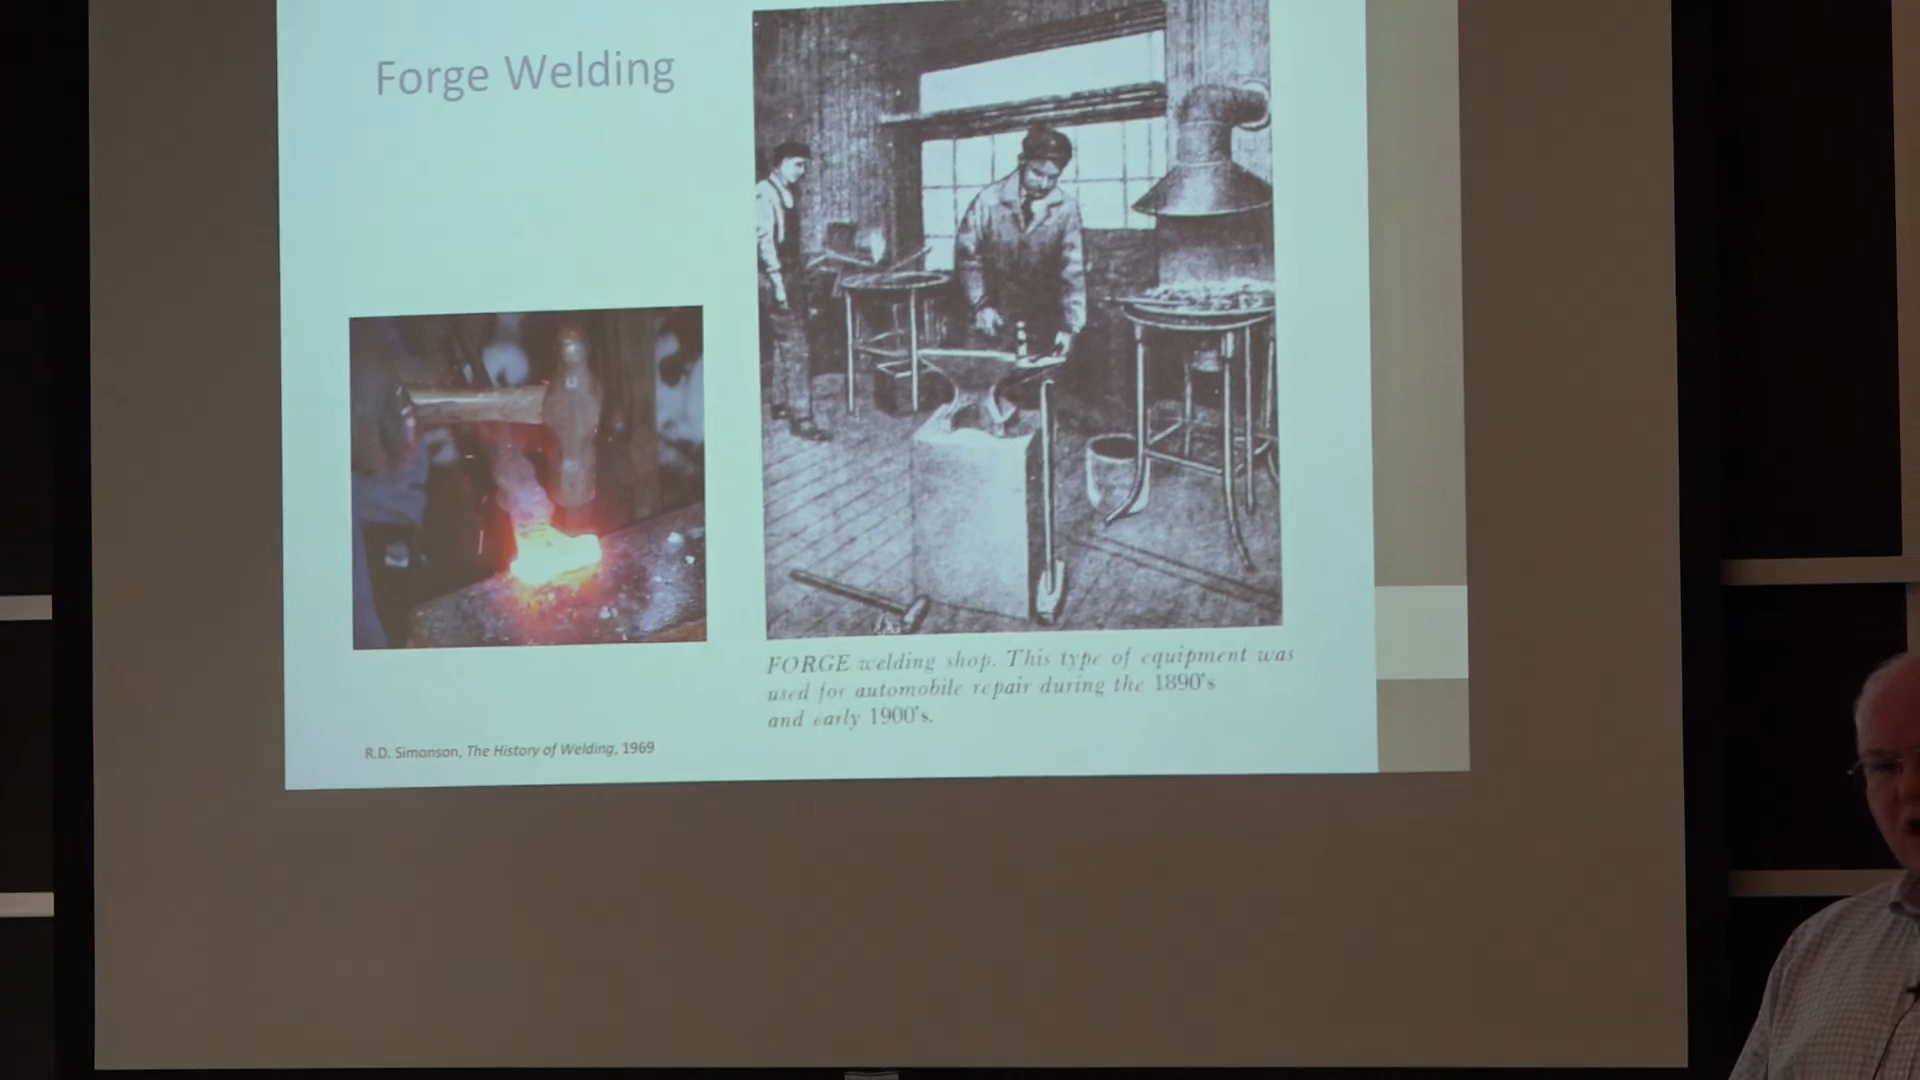 Forge Welding
FORGE welding shop. This type of equipment was
used for automobile repair during the 1890's
and early 1900's.
R.D. Simonson, The History of Welding, 1969